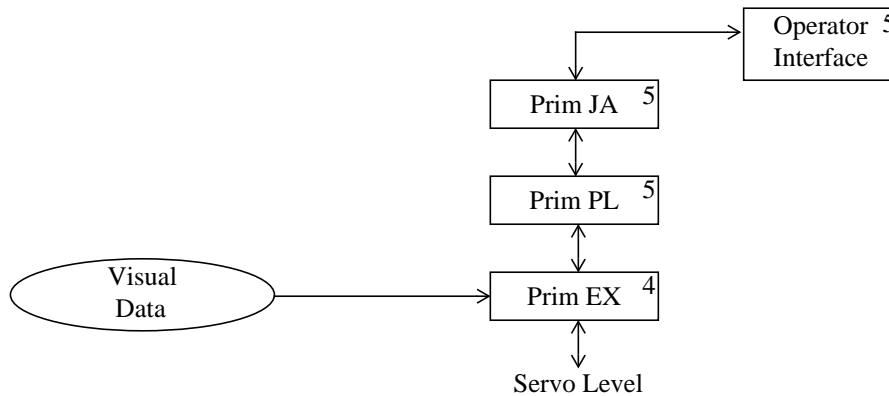 Operator 5
Interface
Prim JA 5
Prim PL 5
Visual
Data
Prim EX 4
Servo Level